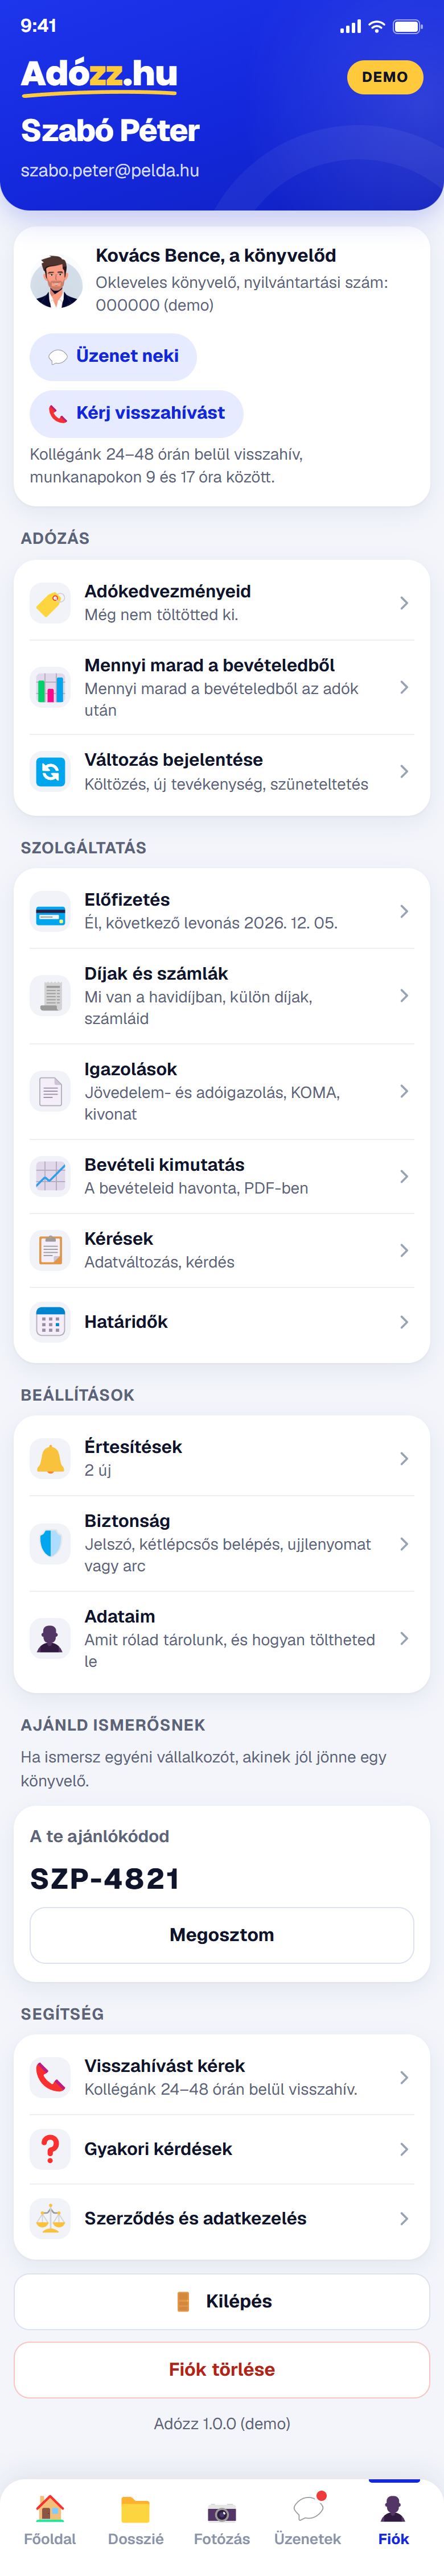 9:41
Adózz.hu
DEMO
Szabó Péter
szabo.peter@pelda.hu
Kovács Bence, a könyvelőd
Okleveles könyvelő, nyilvántartási szám:
000000 (demo)
Üzenet neki
Kérj visszahívást
Kollégánk 24–48 órán belül visszahív,
munkanapokon 9 és 17 óra között.
ADÓZÁS
Adókedvezményeid
Még nem töltötted ki.
Mennyi marad a bevételedből
Mennyi marad a bevételedből az adók
után
Változás bejelentése
Költözés, új tevékenység, szüneteltetés
SZOLGÁLTATÁS
Előfizetés
Él, következő levonás 2026. 12. 05.
Díjak és számlák
Mi van a havidíjban, külön díjak,
számláid
Igazolások
Jövedelem- és adóigazolás, KOMA,
kivonat
Bevételi kimutatás
A bevételeid havonta, PDF-ben
Kérések
Adatváltozás, kérdés
Határidők
BEÁLLÍTÁSOK
Értesítések
2 új
Biztonság
Jelszó, kétlépcsős belépés, ujjlenyomat
vagy arc
Adataim
Amit rólad tárolunk, és hogyan töltheted
le
AJÁNLD ISMERŐSNEK
Ha ismersz egyéni vállalkozót, akinek jól jönne egy
könyvelő.
A te ajánlókódod
SZP-4821
Megosztom
SEGÍTSÉG
Visszahívást kérek
Kollégánk 24–48 órán belül visszahív.
Gyakori kérdések
Szerződés és adatkezelés
Kilépés
Fiók törlése
Adózz 1.0.0 (demo)
Főoldal
Dosszié
Fotózás
Üzenetek
Fiók